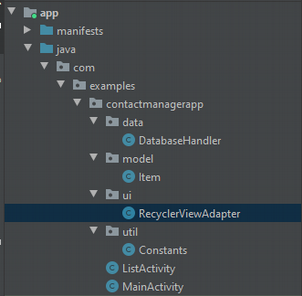 app
manifests
java
com
examples
contactmanagerapp
data
DatabaseHandler
model
Item
ui
RecyclerViewAdapter
util
Constants
ListActivity
MainActivity